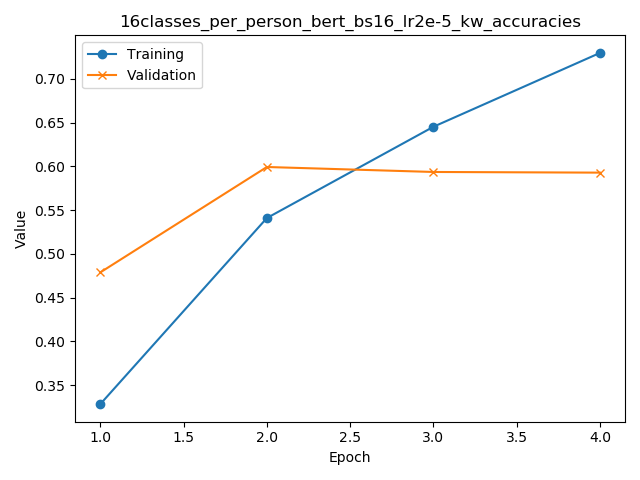 16classes_per_person_bert_bs16_lr2e-5_kw_accuracies
Training
Validation
0.70
0.65
0.60
0.55
0.50
0.45
0.40
0.35
Value
1.0 1.5 2.0 2.5 3.0 3.5 4.0
Epoch